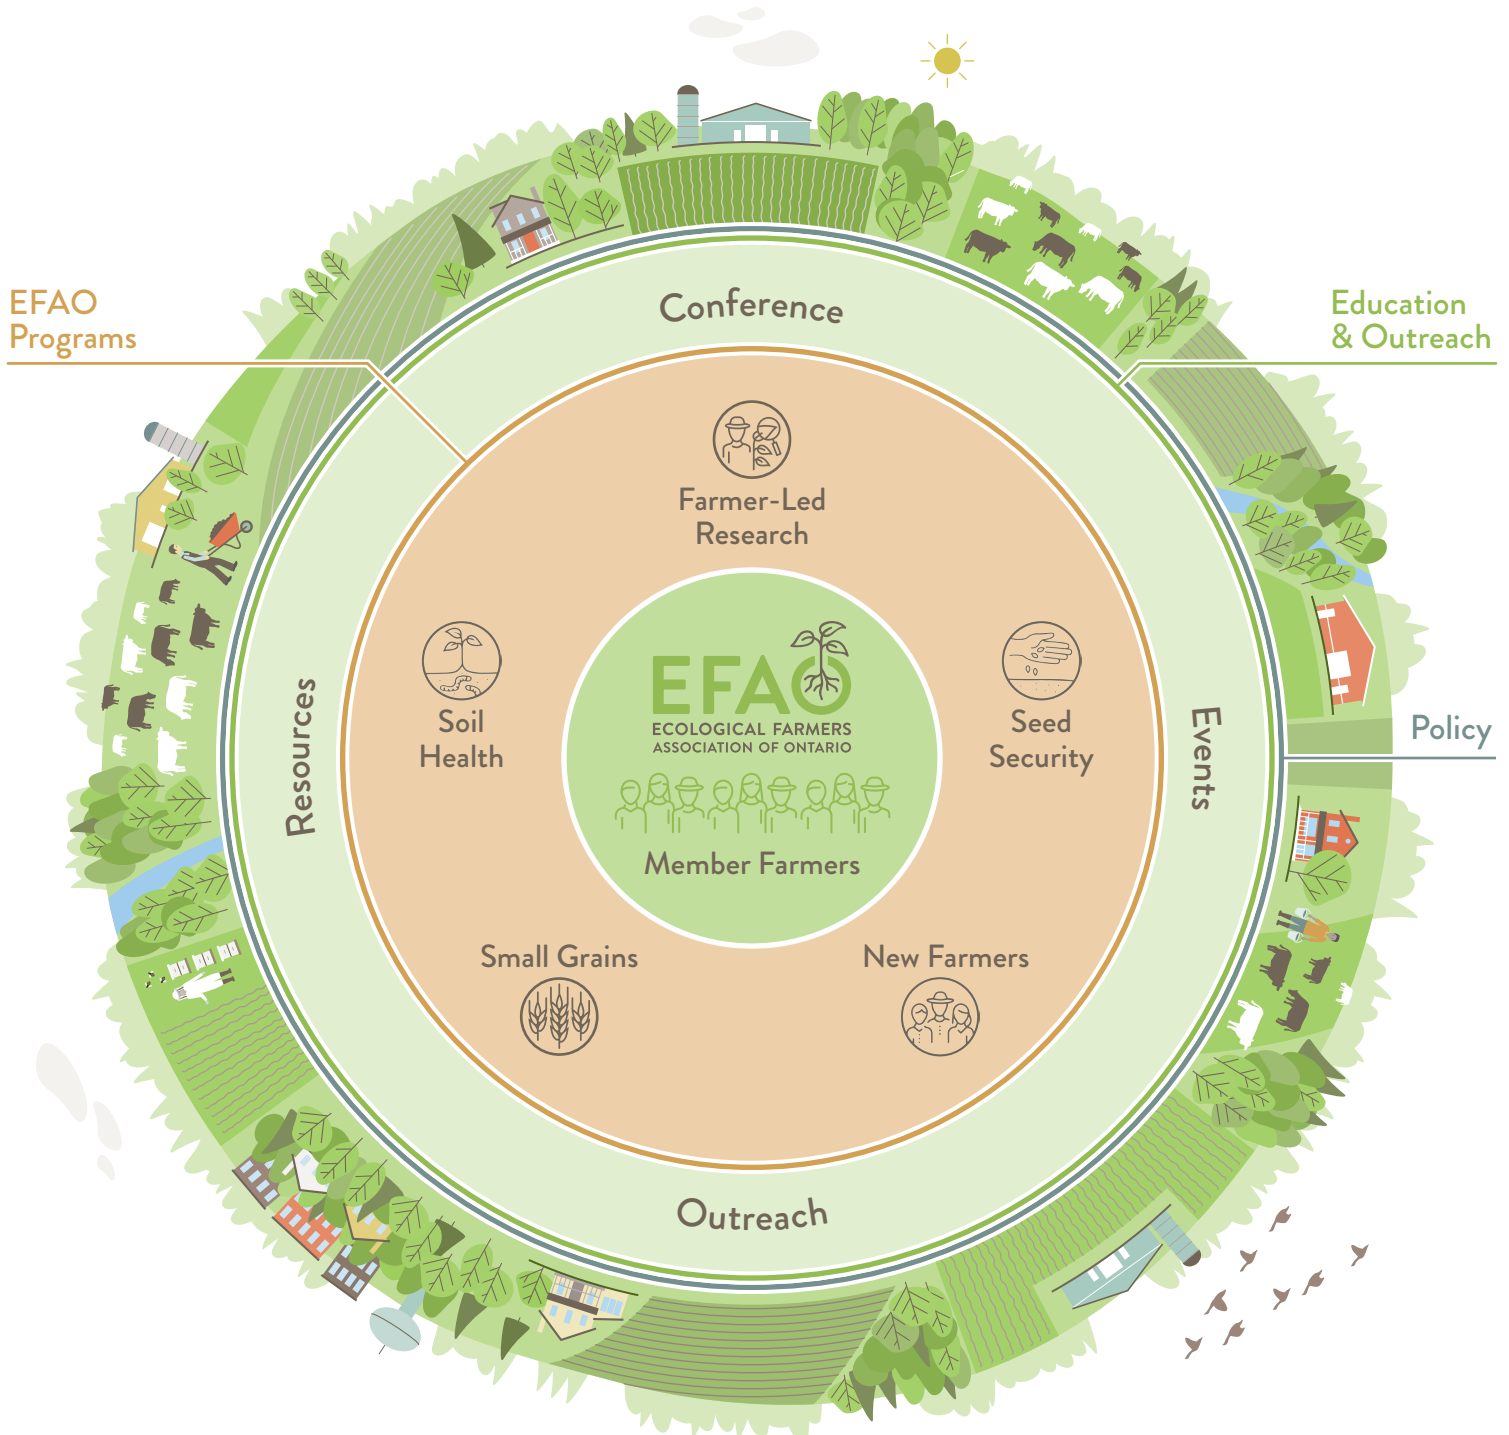 EFAO
Programs
Education
& Outreach
Conference
Farmer-Led
Research
Soil
Health
Seed
Security
Resources
Events
Policy
EFAO
ECOLOGICAL FARMERS
ASSOCIATION OF ONTARIO
Member Farmers
Small Grains
New Farmers
Outreach